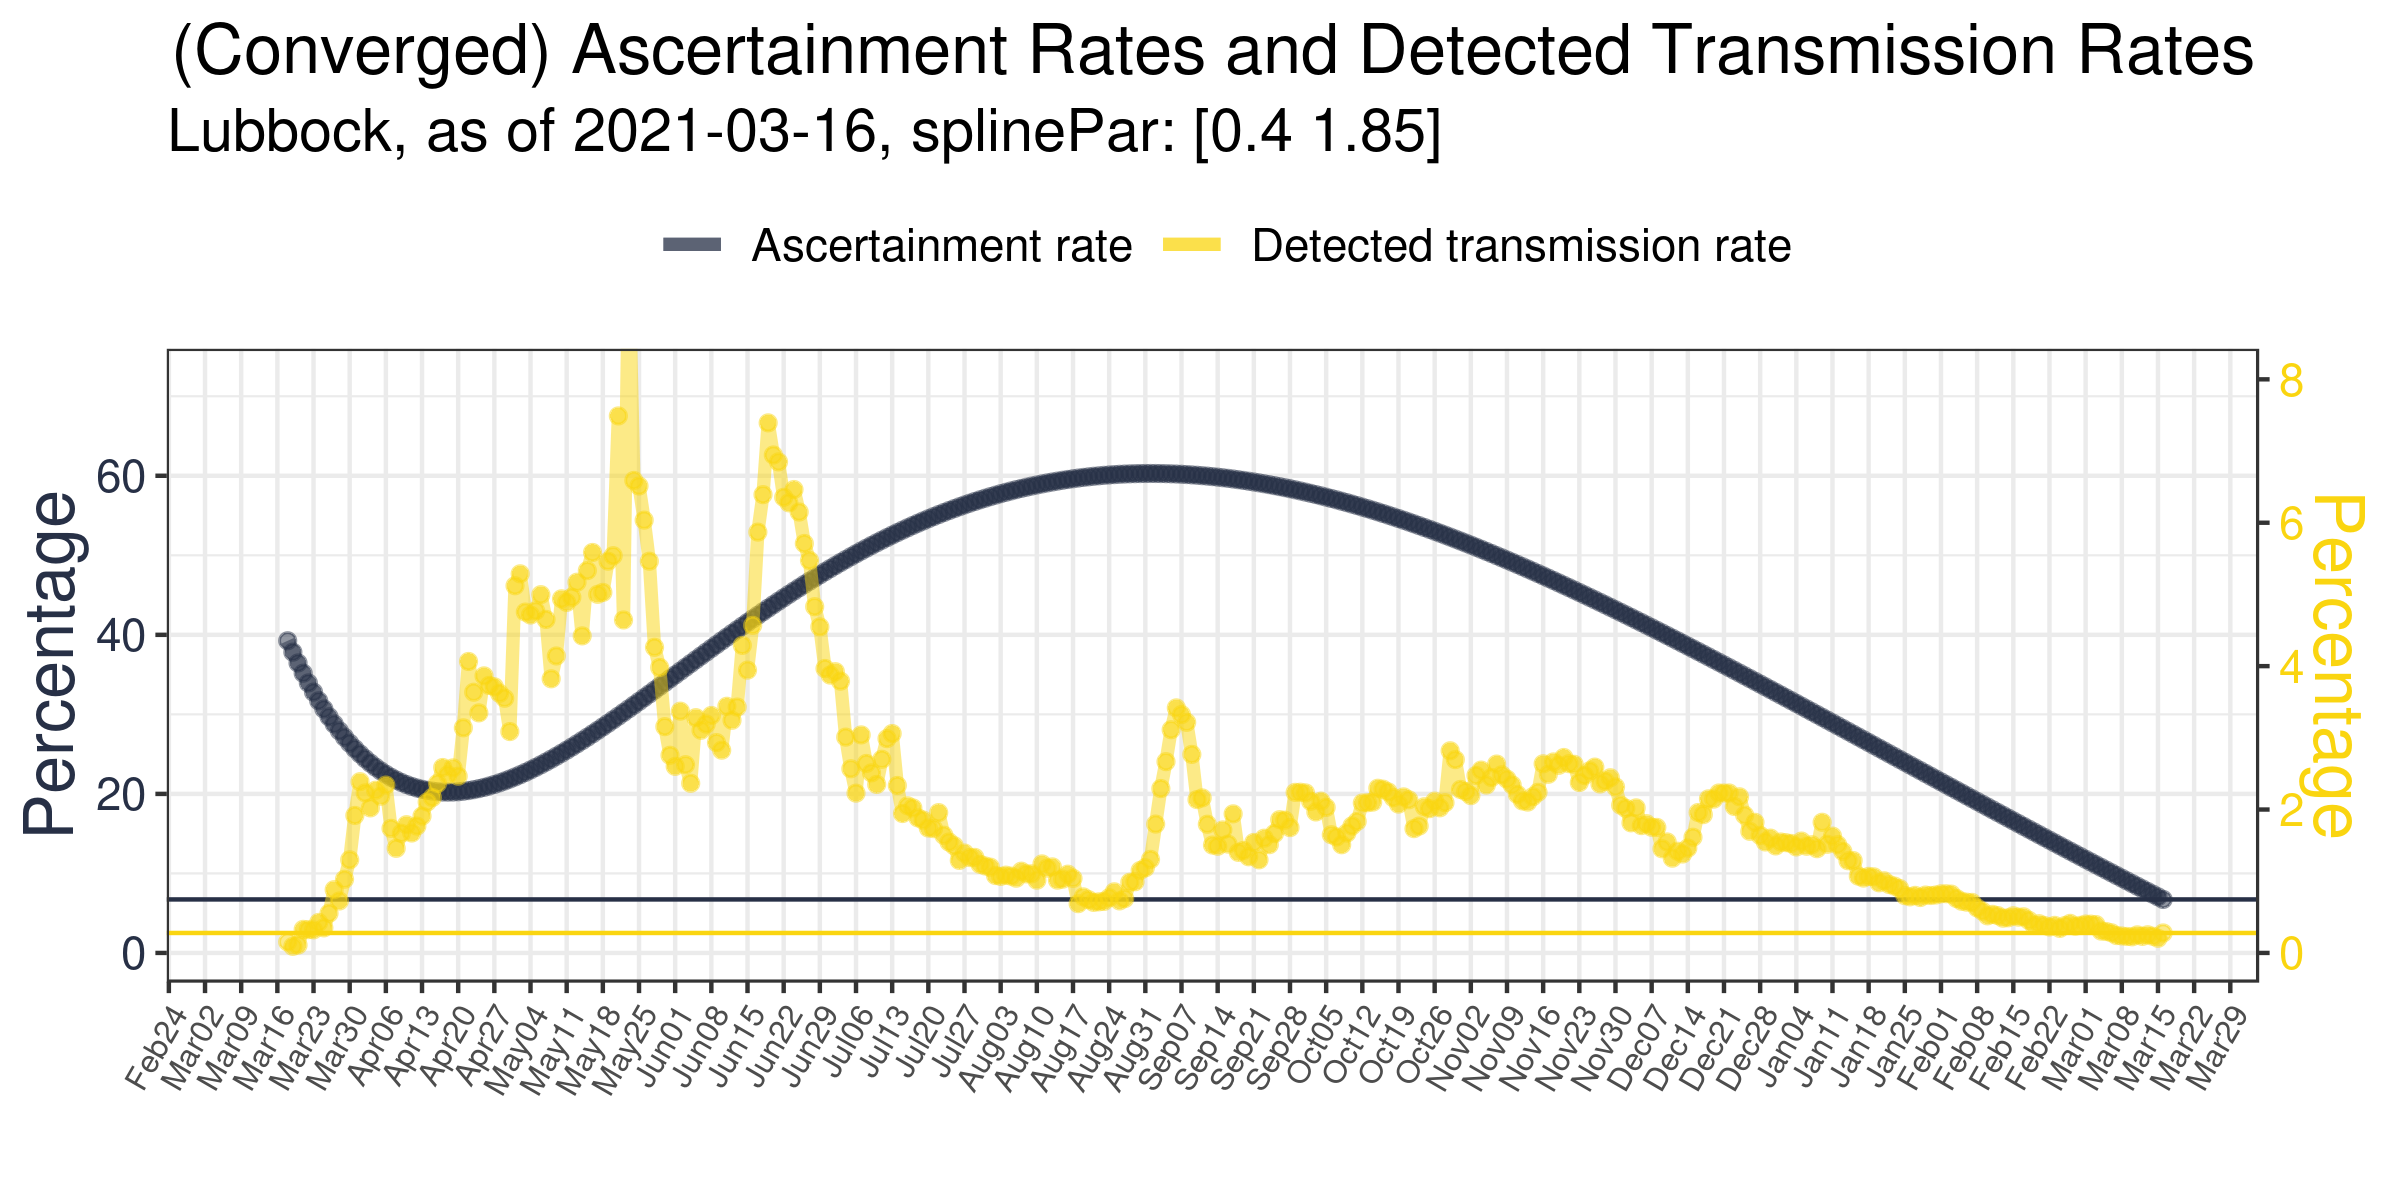 (Converged) Ascertainment Rates and Detected Transmission Rates
Lubbock, as of 2021-03-16, splinePar: [0.4 1.85]
Ascertainment rate
Detected transmission rate
Percentage
60
40
20
0
8
6
4
2
0
Percentage
Feb24
Mar02
Mar09
Mar16
Mar23
Mar30
Apr06
Apr13
Apr20
Apr27
May04
May11
May18
May25
Jun01
Jun08
Jun15
Jun22
Jun29
Jul06
Jul13
Jul20
Jul27
Aug03
Aug10
Aug17
Aug24
Aug31
Sep07
Sep14
Sep21
Sep28
Oct05
Oct12
Oct19
Oct26
Nov02
Nov09
Nov16
Nov23
Nov30
Dec07
Dec14
Dec21
Dec28
Jan04
Jan11
Jan18
Jan25
Feb01
Feb08
Feb15
Feb22
Mar01
Mar08
Mar15
Mar22
Mar29